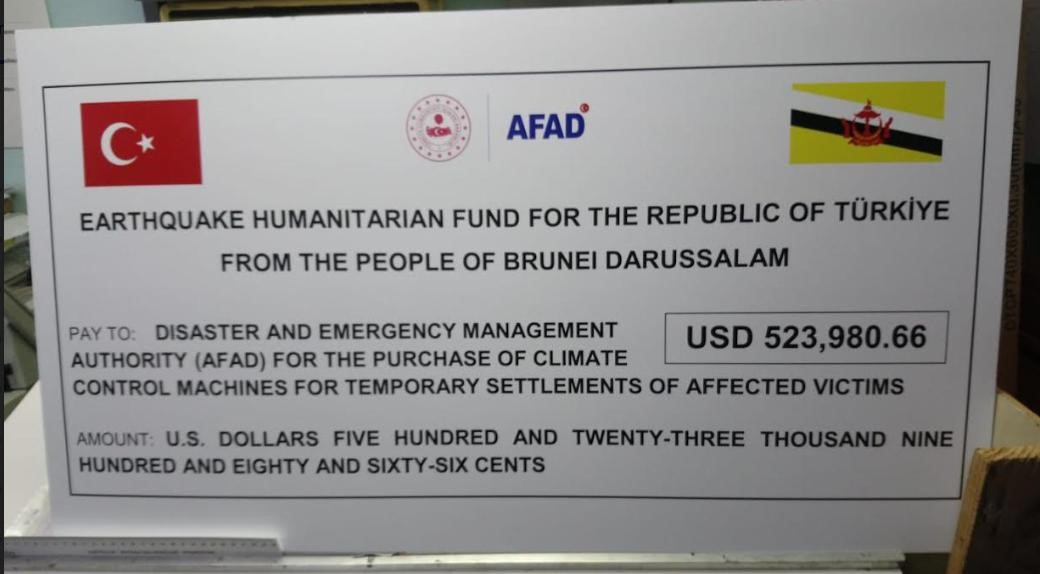 AFAD
EARTHQUAKE HUMANITARIAN FUND FOR THE REPUBLIC OF TÜRKİYE
FROM THE PEOPLE OF BRUNEI DARUSSALAM
PAY TO: DISASTER AND EMERGENCY MANAGEMENT
AUTHORITY (AFAD) FOR THE PURCHASE OF CLIMATE
CONTROL MACHINES FOR TEMPORARY SETTLEMENTS OF AFFECTED VICTIMS
USD 523,980.66
AMOUNT: U.S. DOLLARS FIVE HUNDRED AND TWENTY-THREE THOUSAND NINE
HUNDRED AND EIGHTY AND SIXTY-SIX CENTS